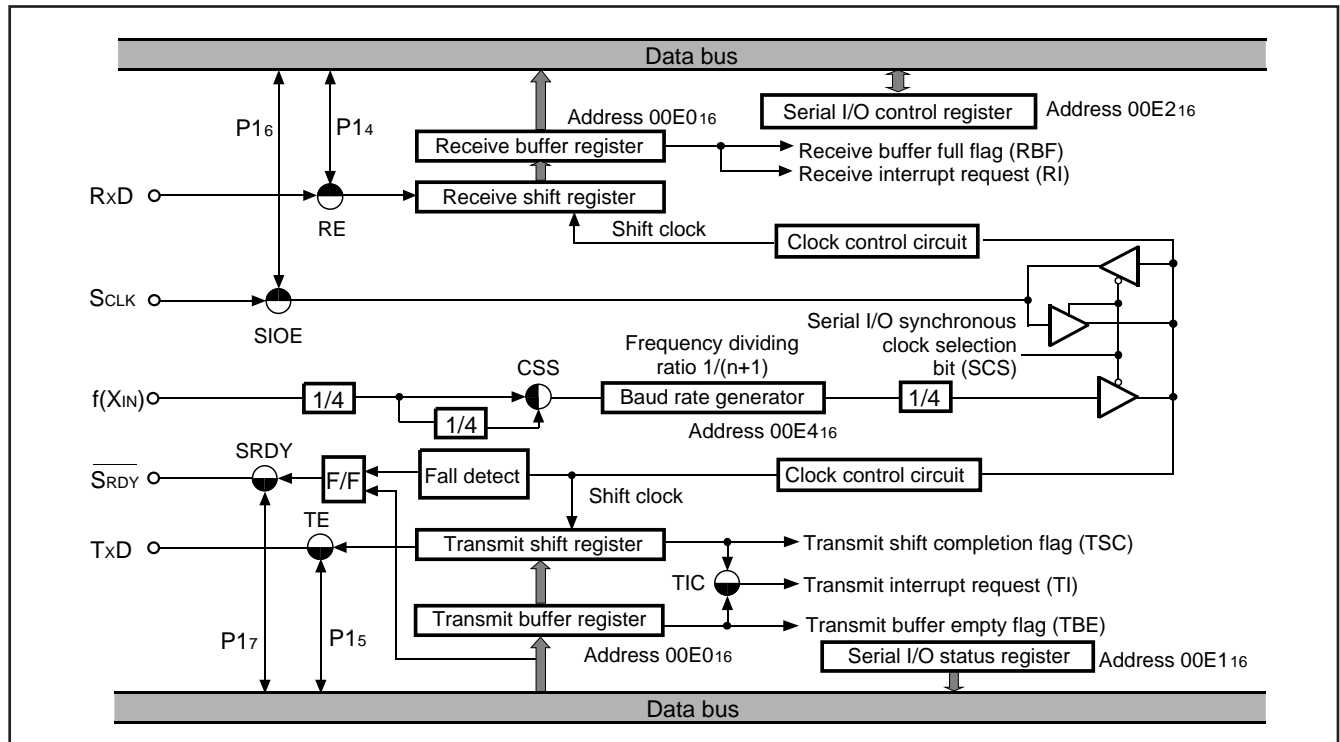 Data bus
P16
P14
Address 00E016
Serial I/O control register
Address 00E216
Receive buffer register
Receive buffer full flag (RBF)
Receive interrupt request (RI)
RxD
Receive shift register
RE
Shift clock
Clock control circuit
SCLK
SIOE
Serial I/O synchronous
clock selection
bit (SCS)
Frequency dividing
ratio 1/(n+1)
CSS
f(XIN)
1/4
1/4
Baud rate generator
1/4
Address 00E416
SRDY
SRDY
F/F
Fall detect
Clock control circuit
Shift clock
TE
TxD
Transmit shift register
Transmit shift completion flag (TSC)
TIC
Transmit interrupt request (TI)
P17
P15
Transmit buffer register
Transmit buffer empty flag (TBE)
Address 00E016
Serial I/O status register
Address 00E116
Data bus